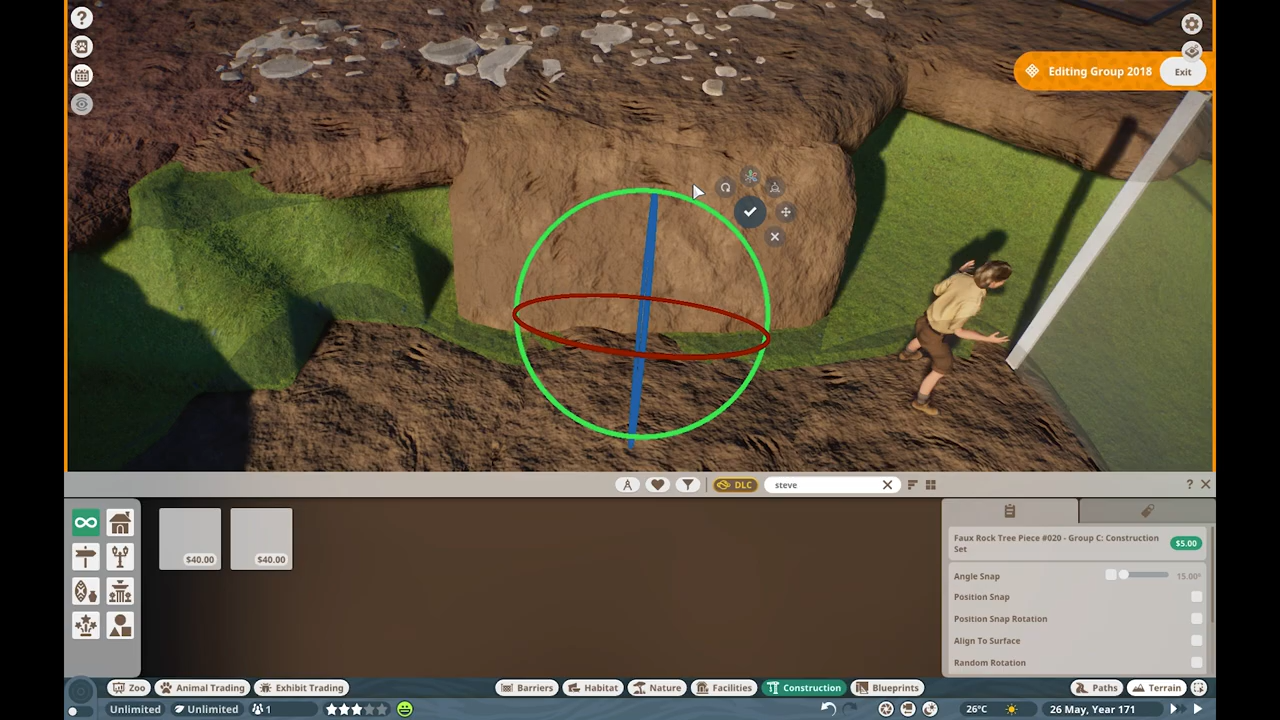 Editing Group 2018
Exit
DLC
steve
$40.00
$40.00
Faux Rock Tree Piece #020 - Group C: Construction
Set
$5.00
Angle Snap
15.00°
Position Snap
Position Snap Rotation
Align To Surface
Random Rotation
Zoo
Animal Trading
Exhibit Trading
Barriers
Habitat
Nature
Facilities
Construction
Blueprints
Paths
Terrain
Unlimited
Unlimited
1
26°C
26 May, Year 171